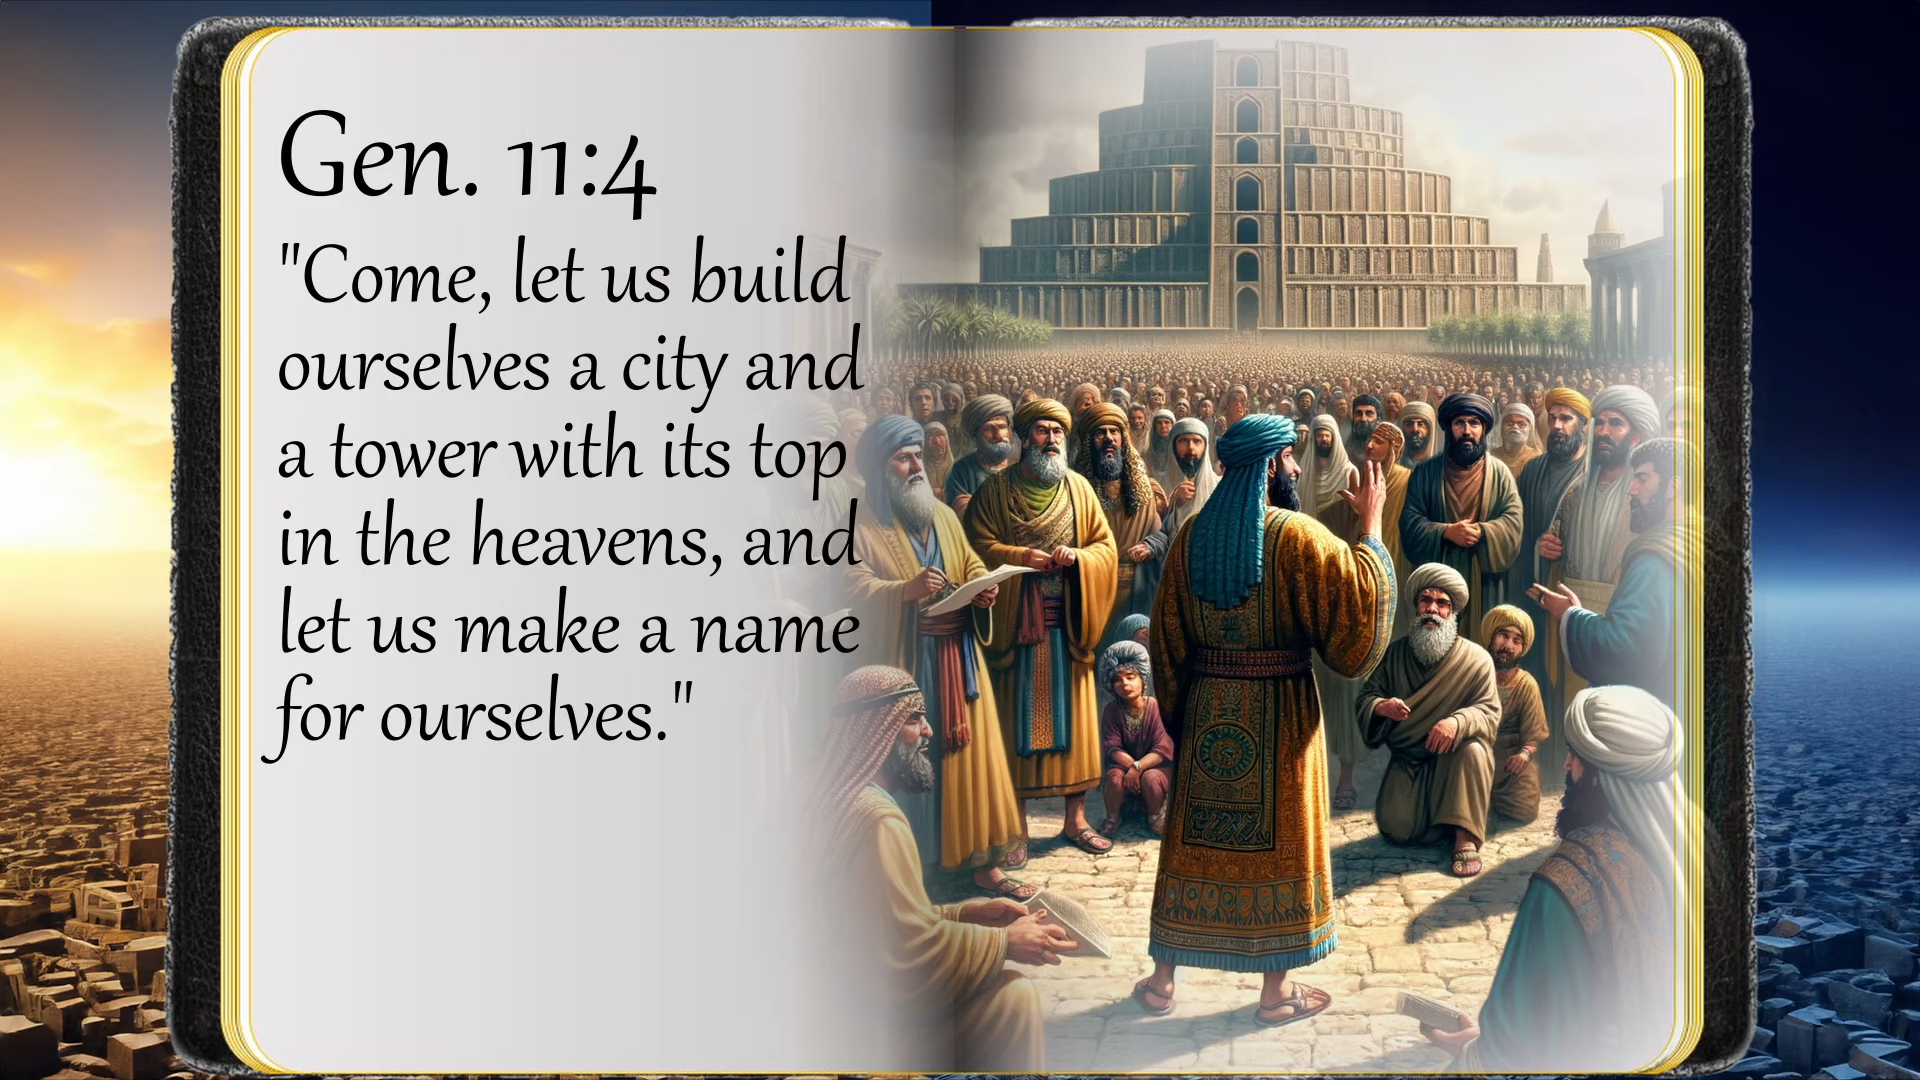 Gen. 11:4
"Come, let us build
ourselves a city and
a tower with its top
in the heavens, and
let us make a name
for ourselves."